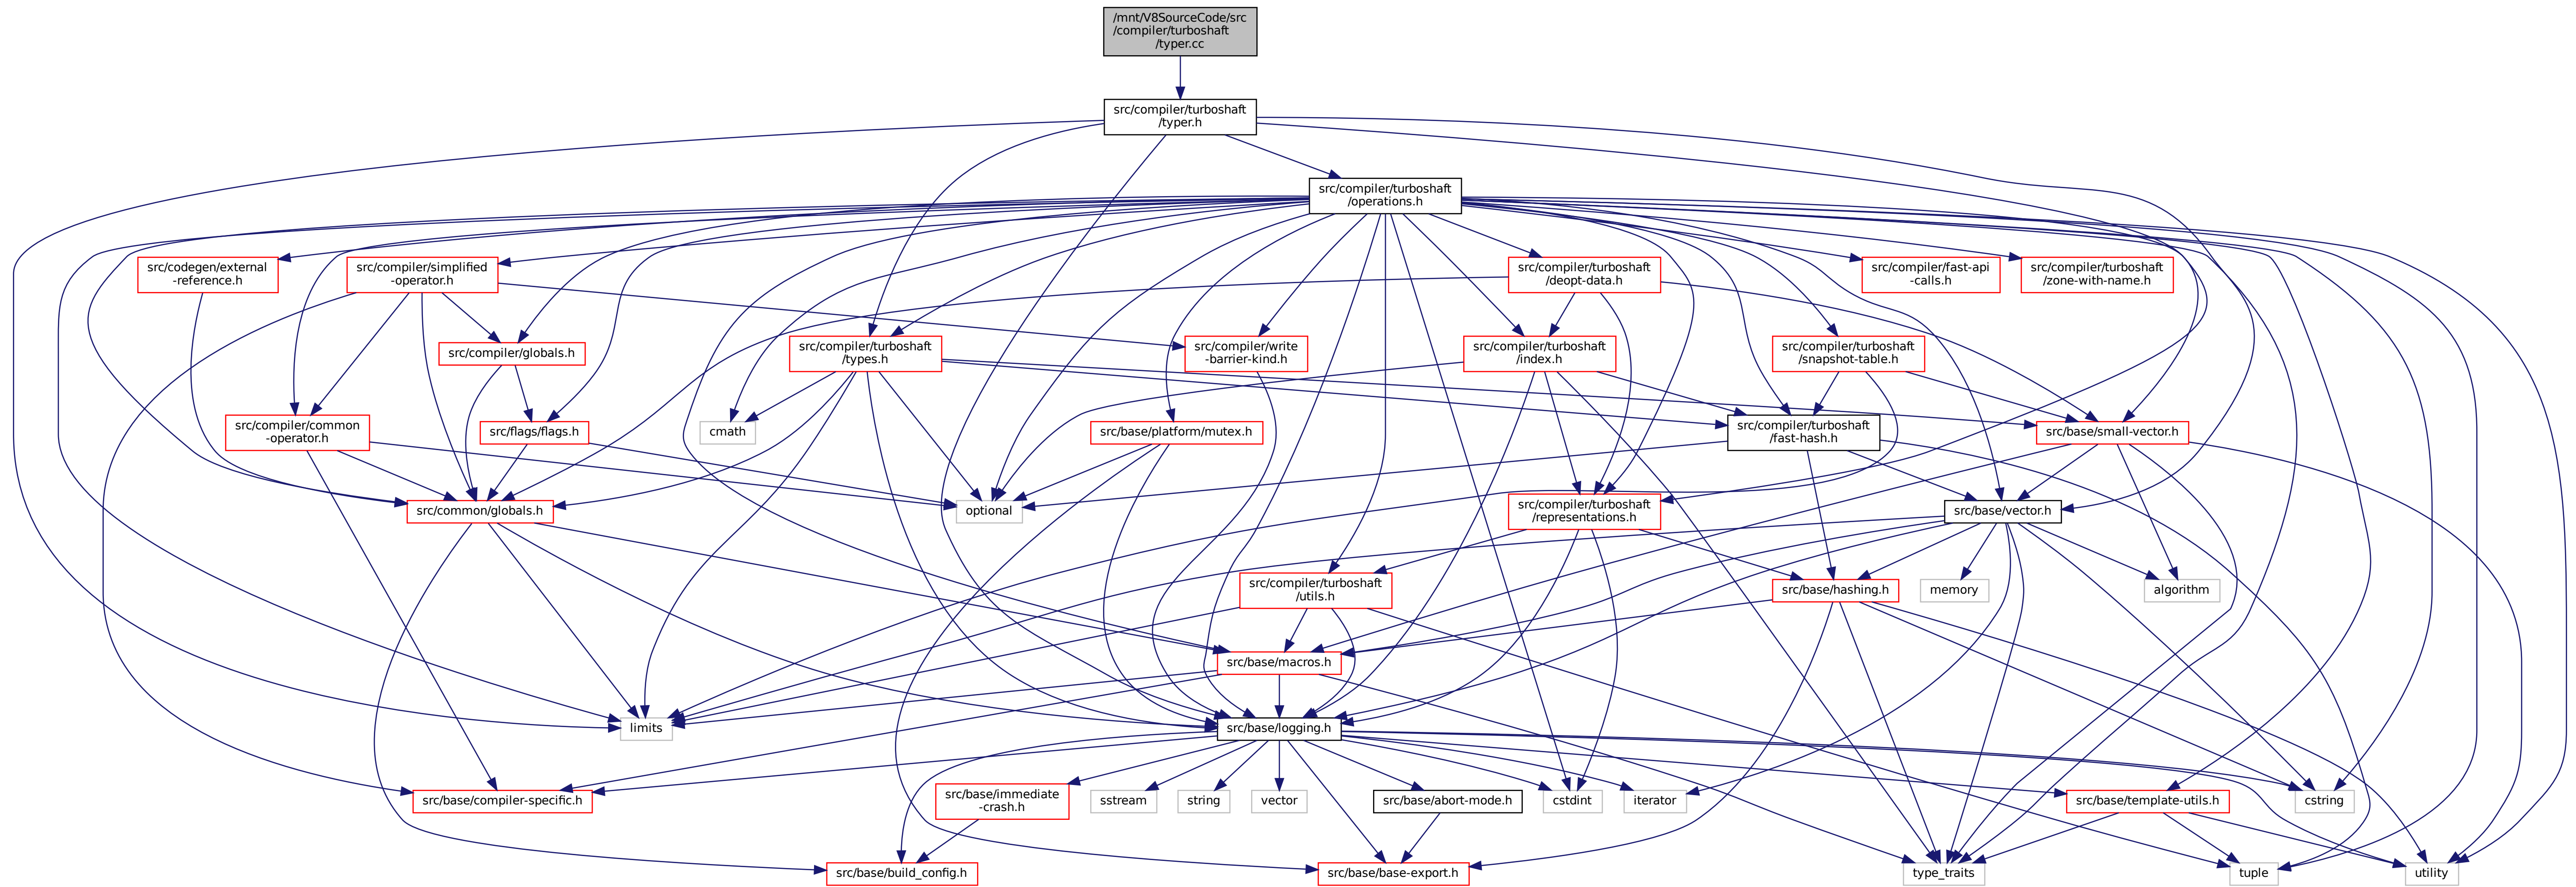 /mnt/V8SourceCode/src
/compiler/turboshaft
/typer.cc
src/compiler/turboshaft
/typer.h
src/compiler/turboshaft
/operations.h
src/codegen/external
-reference.h
src/compiler/simplified
-operator.h
src/compiler/turboshaft
/deopt-data.h
src/compiler/fast-api
-calls.h
src/compiler/turboshaft
/zone-with-name.h
src/compiler/globals.h
src/compiler/turboshaft
/types.h
src/compiler/write
-barrier-kind.h
src/compiler/turboshaft
/index.h
src/compiler/turboshaft
/snapshot-table.h
src/compiler/common
-operator.h
src/flags/flags.h
cmath
src/base/platform/mutex.h
src/compiler/turboshaft
/fast-hash.h
src/base/small-vector.h
src/common/globals.h
optional
src/compiler/turboshaft
/representations.h
src/base/vector.h
src/compiler/turboshaft
/utils.h
src/base/hashing.h
memory
algorithm
src/base/macros.h
limits
src/base/logging.h
src/base/compiler-specific.h
src/base/immediate
-crash.h
sstream
string
vector
src/base/abort-mode.h
cstdint
iterator
src/base/template-utils.h
cstring
src/base/build_config.h
src/base/base-export.h
type_traits
tuple
utility